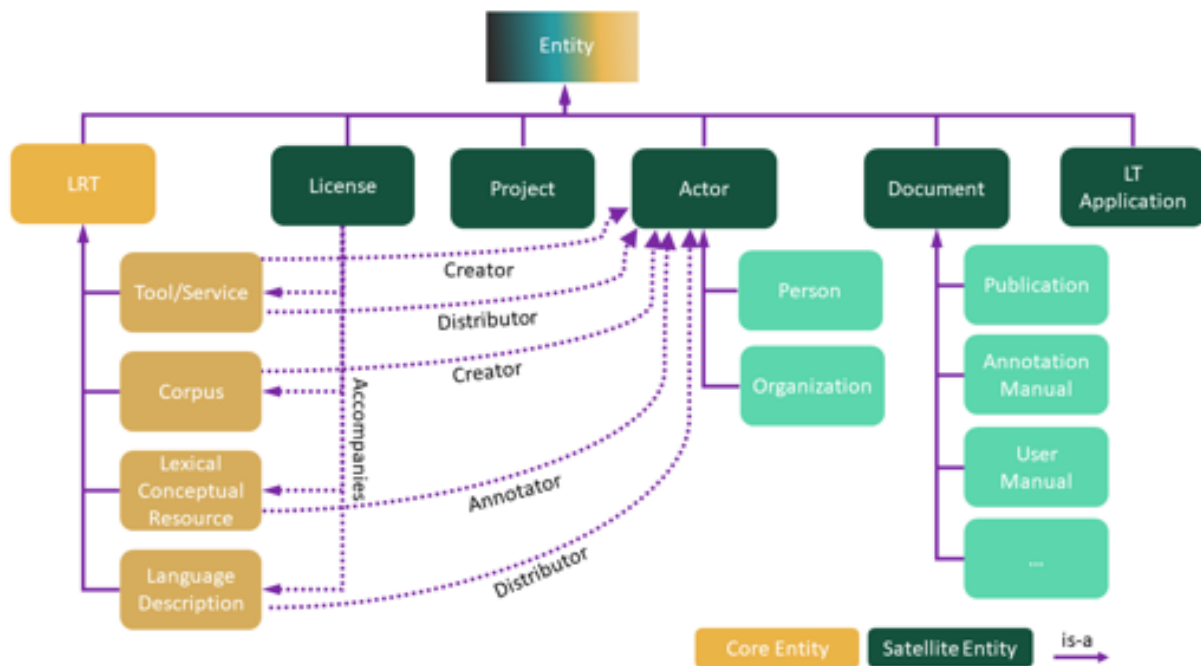 Entity
LRT
License
Project
Actor
Document
LT
Application
Tool/Service
Creator
Distributor
Person
Publication
Corpus
Creator
Accompanies
Organization
Annotation
Manual
Lexical
Conceptual
Resource
Annotator
User
Manual
Language
Description
Distributor
...
Core Entity
Satellite Entity
is-a